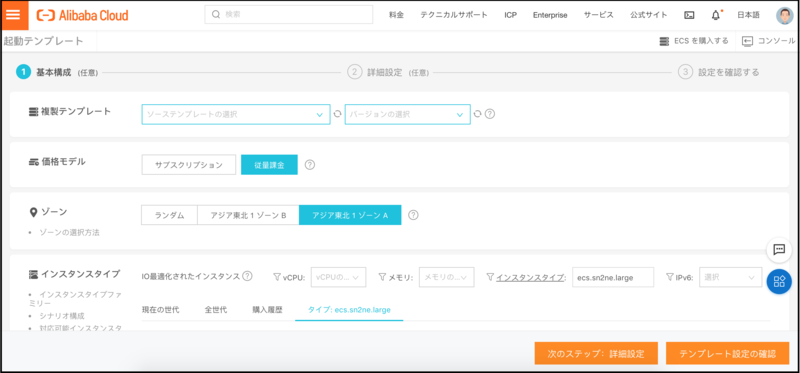 Alibaba Cloud
検索
料金 テクニカルサポート ICP Enterprise サービス 公式サイト 日本語
起動テンプレート
ECS を購入する コンソール
1 基本構成 (任意) 2 詳細設定 (任意) 3 設定を確認する
複製テンプレート
ソーステンプレートの選択 バージョンの選択
価格モデル
サブスクリプション 従量課金
ゾーン
ランダム アジア東北 1 ゾーン B アジア東北 1 ゾーン A
ゾーンの選択方法
インスタンスタイプ
IO最適化されたインスタンス vCPU: vCPUの... メモリ: メモリの... インスタンスタイプ: ecs.sn2ne.large IPv6: 選択
インスタンスタイプファ
ミリー
シナリオ構成
対応可能インスタンスタ
現在の世代 全世代 購入履歴 タイプ: ecs.sn2ne.large
次のステップ: 詳細設定 テンプレート設定の確認